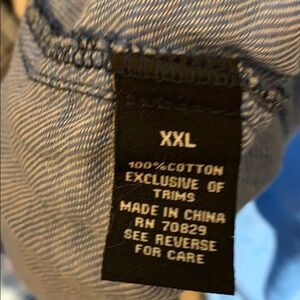 XXL
100%COTTON
EXCLUSIVE OF
TRIMS
MADE IN CHINA
RN 70829
SEE REVERSE
FOR CARE